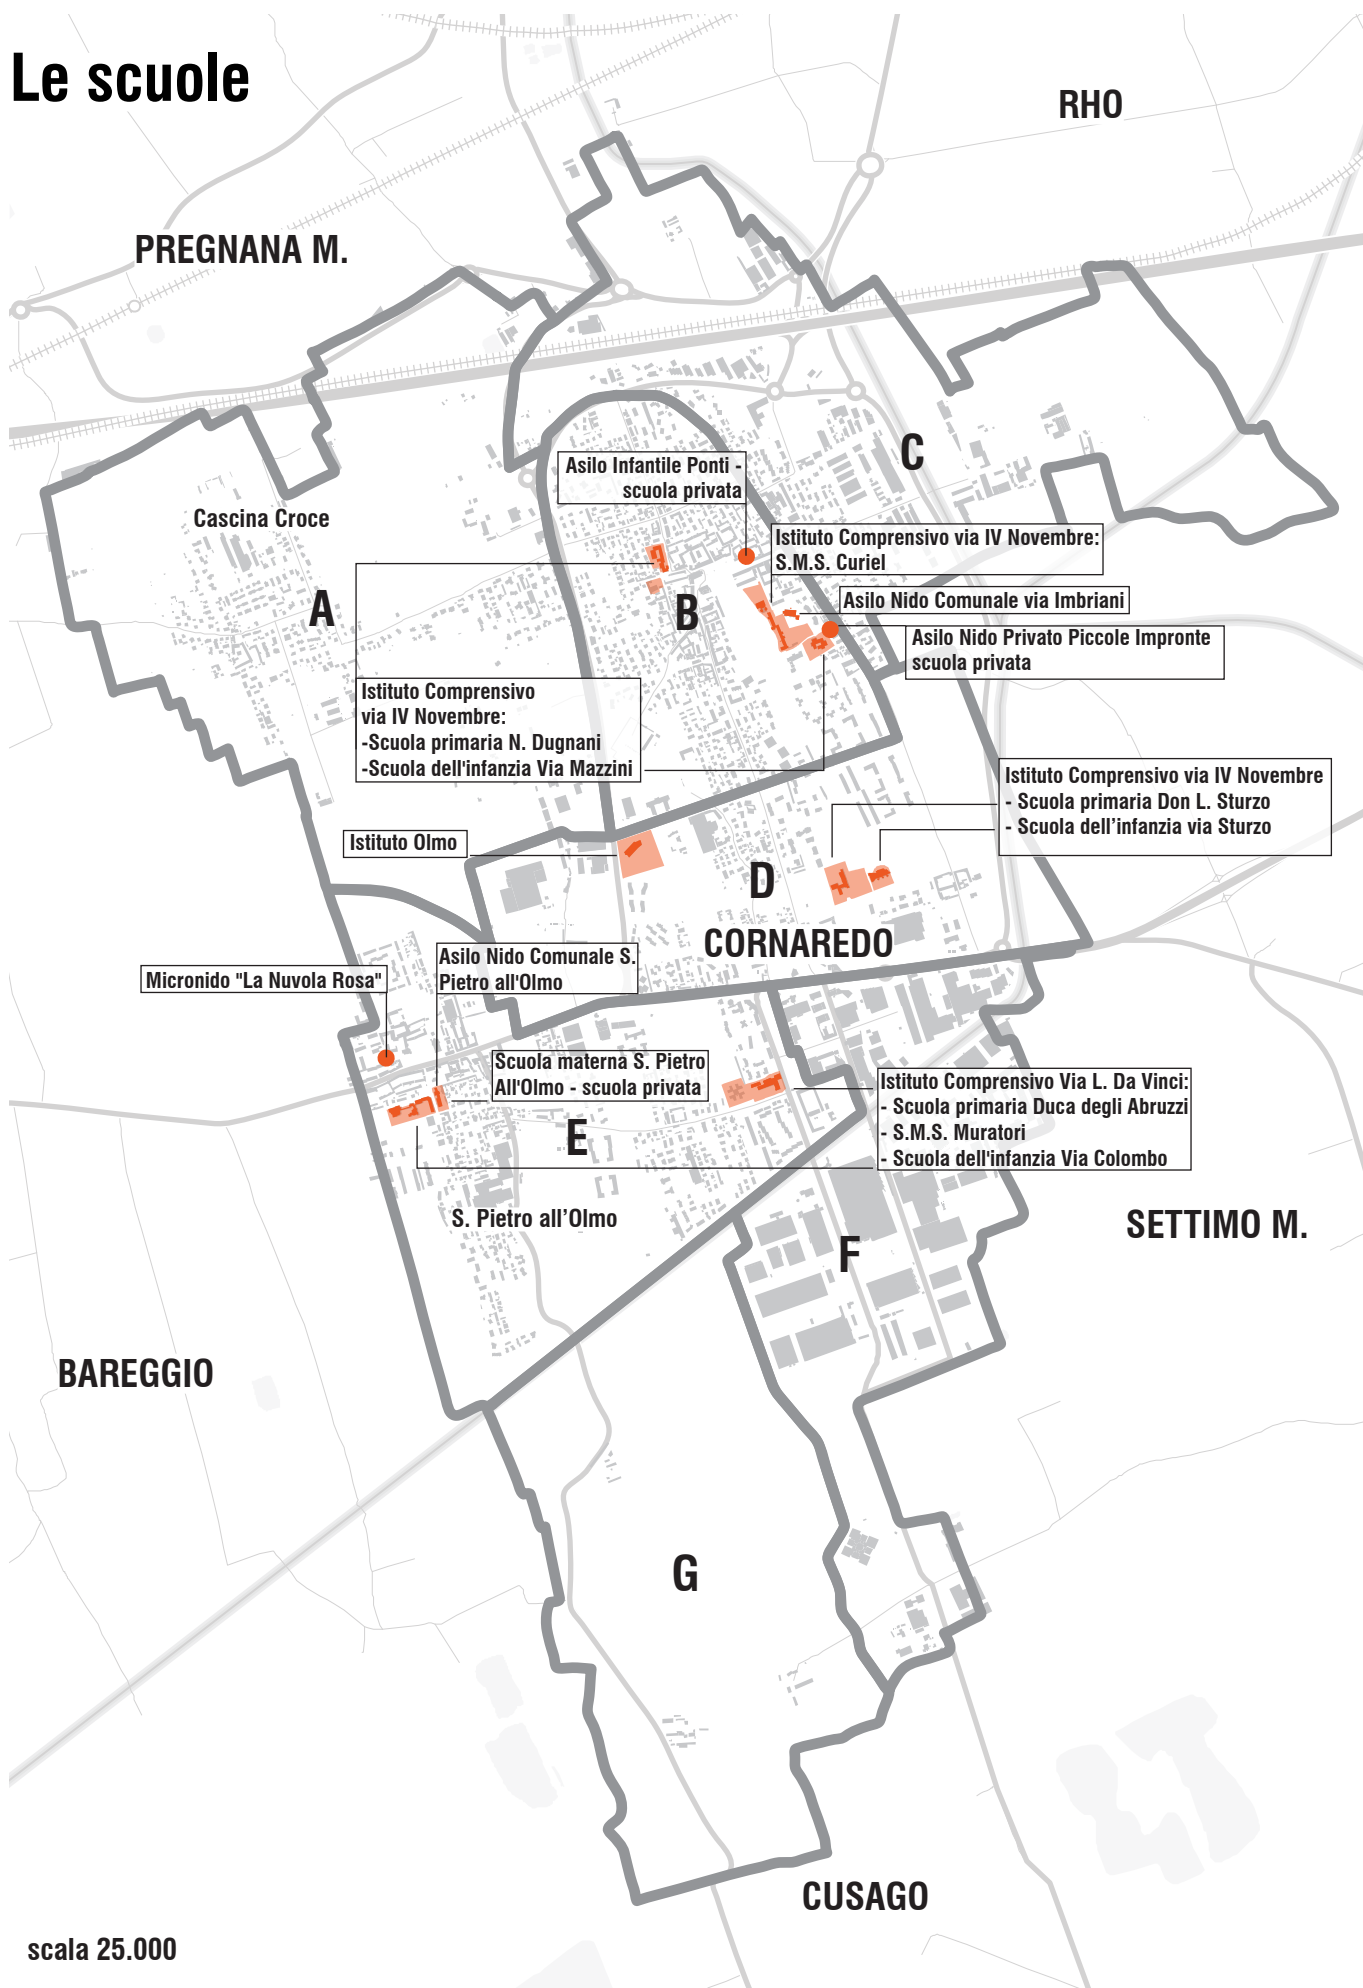 Le scuole
RHO
PREGNANA M.
C
Asilo Infantile Ponti -
scuola privata
Cascina Croce
Istituto Comprensivo via IV Novembre:
S.M.S. Curiel
A
B
Asilo Nido Comunale via Imbriani
Asilo Nido Privato Piccole Impronte
scuola privata
Istituto Comprensivo
via IV Novembre:
-Scuola primaria N. Dugnani
-Scuola dell'infanzia Via Mazzini
Istituto Comprensivo via IV Novembre
- Scuola primaria Don L. Sturzo
- Scuola dell’infanzia via Sturzo
Istituto Olmo
D
CORNAREDO
Asilo Nido Comunale S.
Pietro all'Olmo
Micronido "La Nuvola Rosa"
Scuola materna S. Pietro
All'Olmo - scuola privata
Istituto Comprensivo Via L. Da Vinci:
- Scuola primaria Duca degli Abruzzi
- S.M.S. Muratori
- Scuola dell'infanzia Via Colombo
E
S. Pietro all’Olmo
SETTIMO M.
F
BAREGGIO
G
CUSAGO
scala 25.000